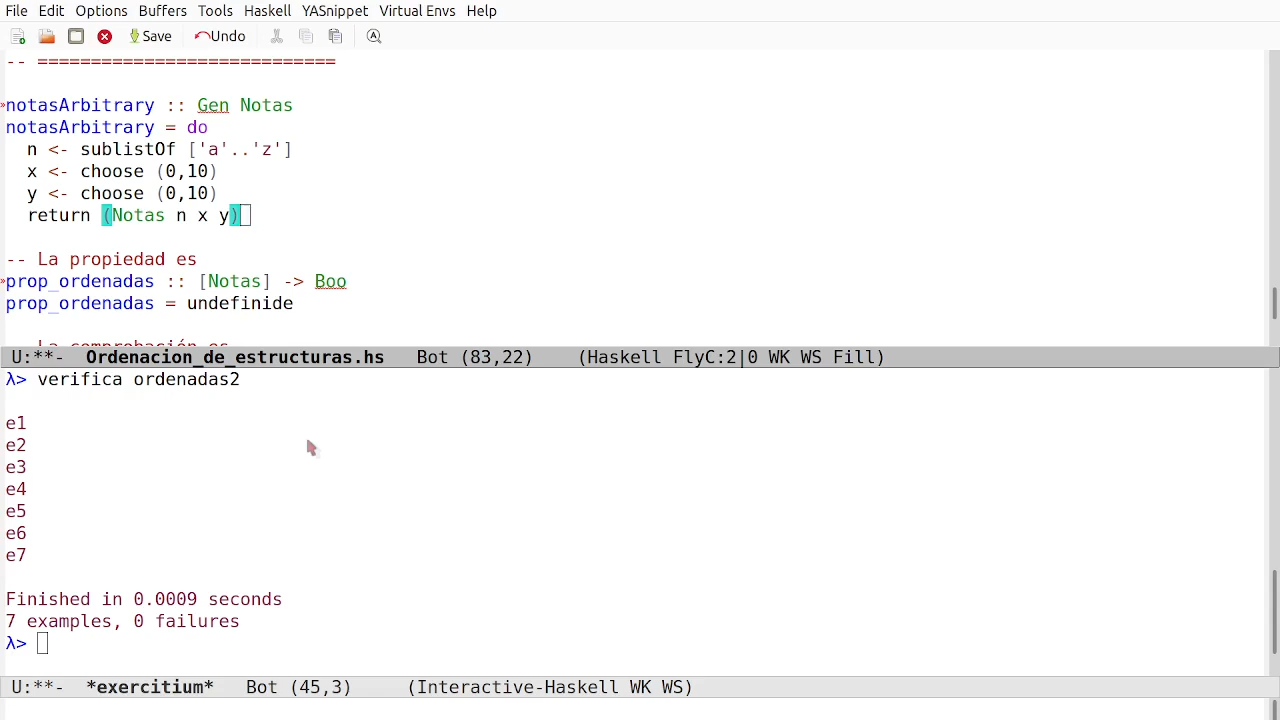 File Edit Options Buffers Tools Haskell YASnippet Virtual Envs Help
Save Undo
-- ============================
notasArbitrary :: Gen Notas
notasArbitrary = do
  n <- sublistOf ['a'..'z']
  x <- choose (0,10)
  y <- choose (0,10)
  return (Notas n x y)
-- La propiedad es
prop_ordenadas :: [Notas] -> Boo
prop_ordenadas = undefinide
-- La comprobación es
U:**-  Ordenacion_de_estructuras.hs   Bot (83,22)    (Haskell FlyC:2|0 WK WS Fill)
λ> verifica ordenadas2
e1
e2
e3
e4
e5
e6
e7
Finished in 0.0009 seconds
7 examples, 0 failures
λ>
U:**-  *exercitium*   Bot (45,3)     (Interactive-Haskell WK WS)